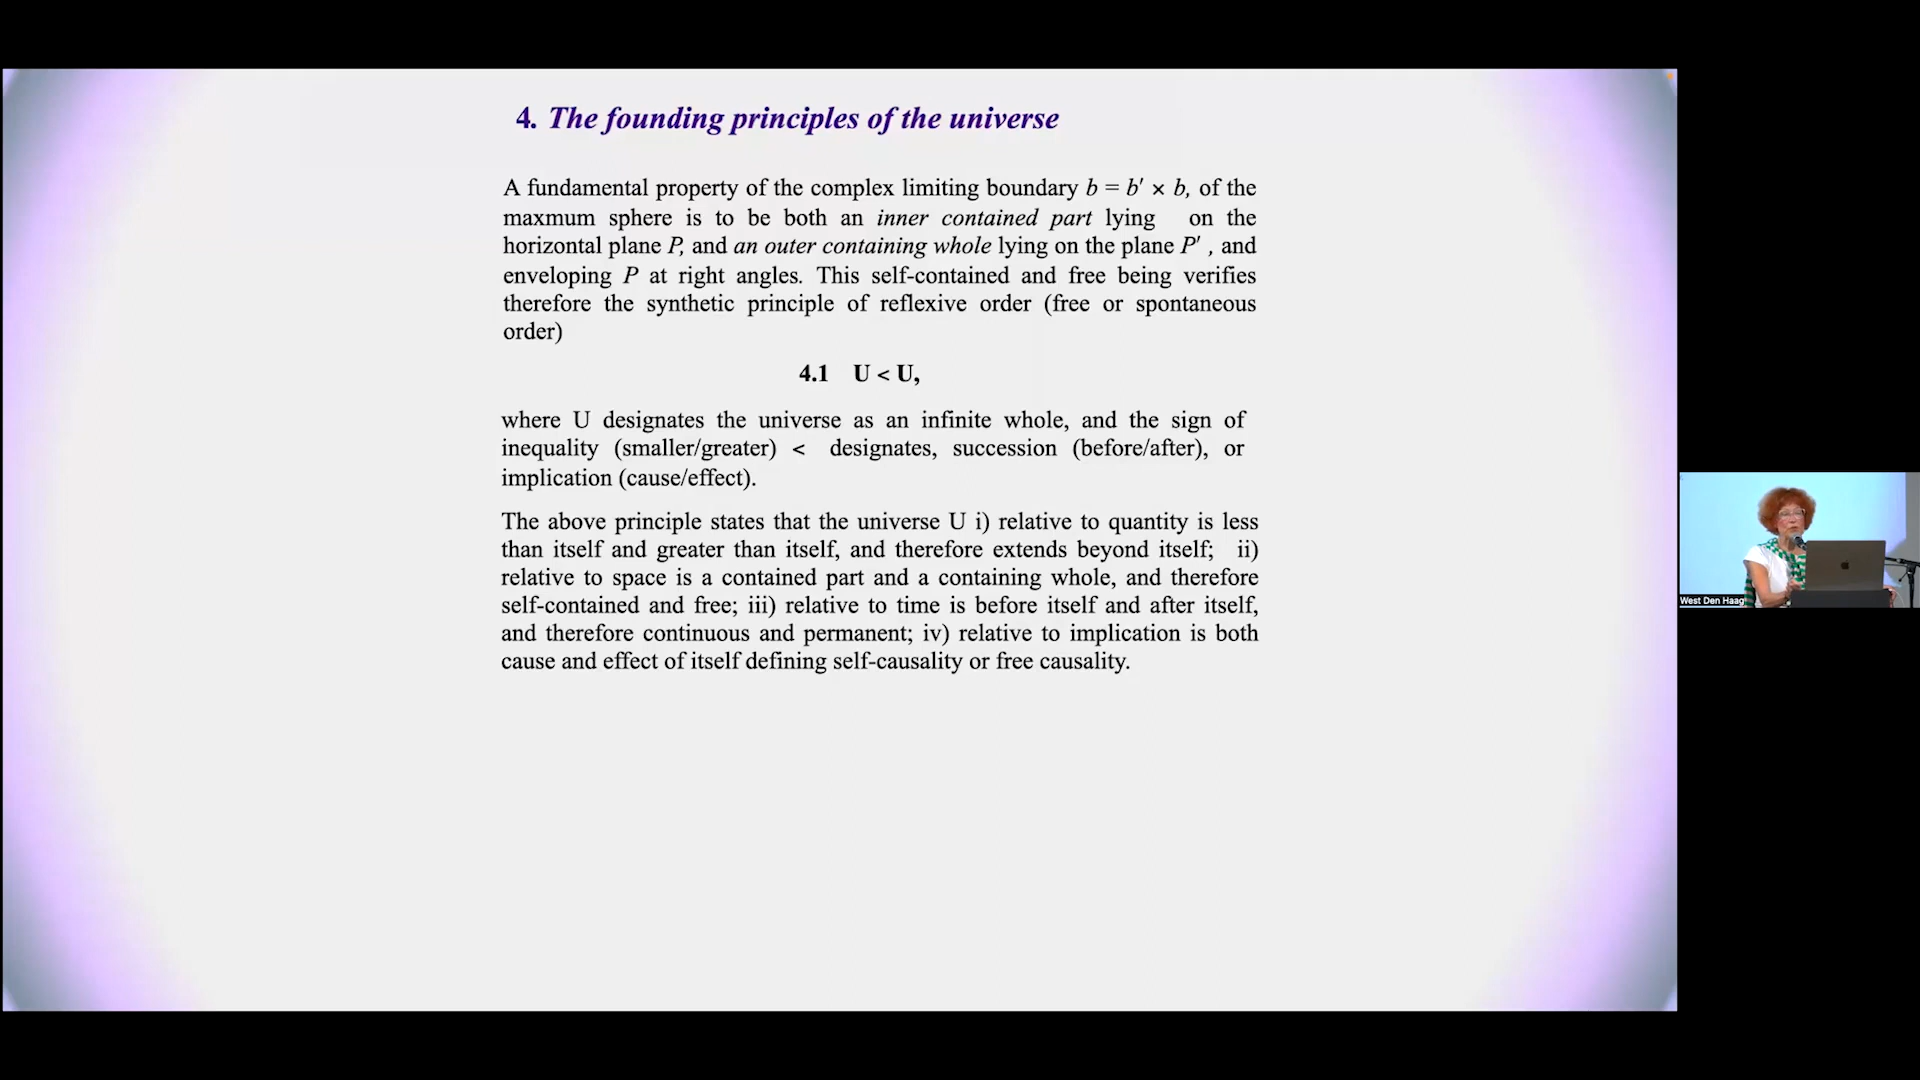 4. The founding principles of the universe
A fundamental property of the complex limiting boundary b = b′ × b, of the
maxmum sphere is to be both an inner contained part lying on the
horizontal plane P, and an outer containing whole lying on the plane P′ , and
enveloping P at right angles. This self-contained and free being verifies
therefore the synthetic principle of reflexive order (free or spontaneous
order)
4.1 U < U,
where U designates the universe as an infinite whole, and the sign of
inequality (smaller/greater) < designates, succession (before/after), or
implication (cause/effect).
The above principle states that the universe U i) relative to quantity is less
than itself and greater than itself, and therefore extends beyond itself; ii)
relative to space is a contained part and a containing whole, and therefore
self-contained and free; iii) relative to time is before itself and after itself,
and therefore continuous and permanent; iv) relative to implication is both
cause and effect of itself defining self-causality or free causality.
West Den Haag